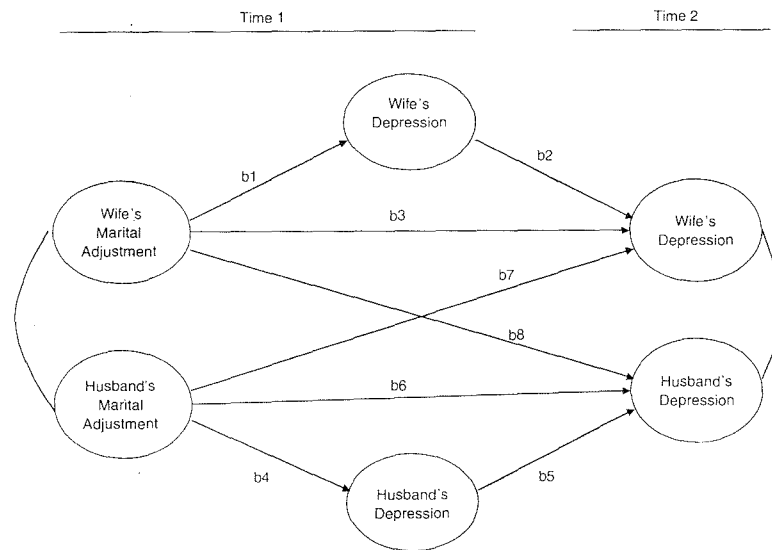 Time 1
Time 2
Wife's
Depression
b1
b2
Wife's
Marital
Adjustment
b3
Wife's
Depression
b7
b8
Husband's
Marital
Adjustment
b6
Husband's
Depression
b4
b5
Husband's
Depression